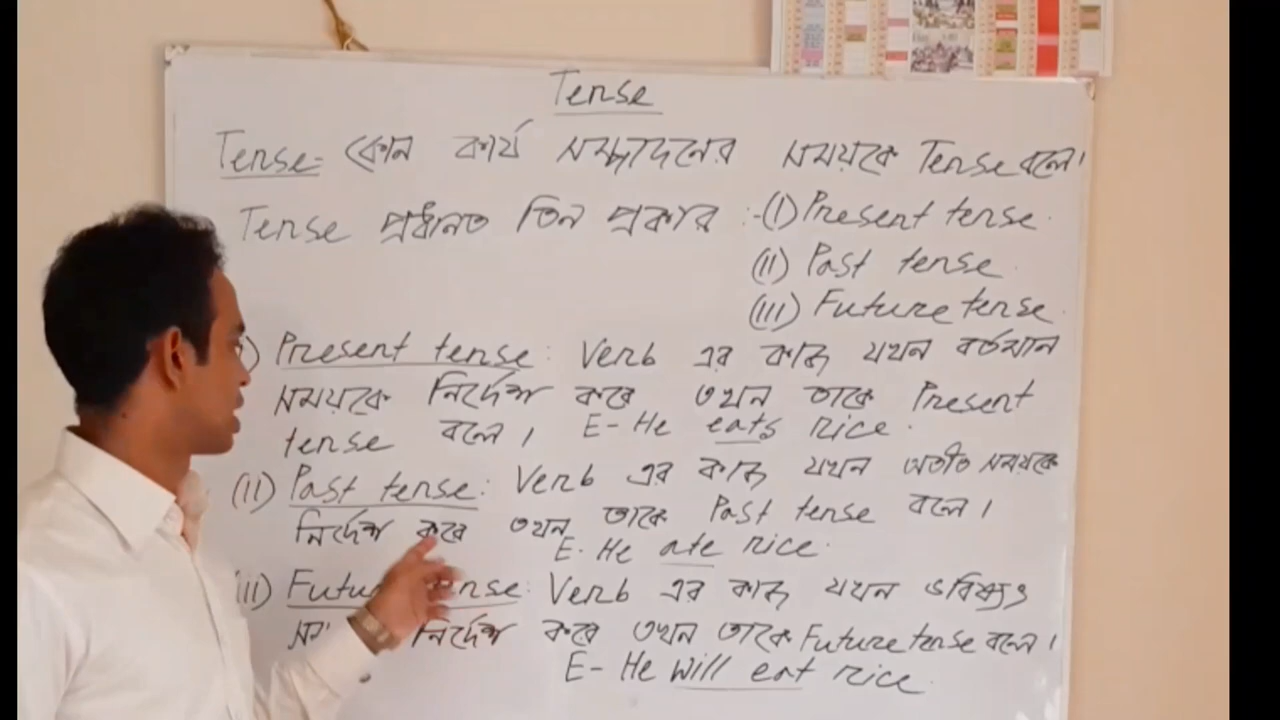 Tense
Tense- কোন কার্য সম্পাদনের সময়কে Tense বলে।
Tense প্রধানত তিন প্রকার :-(I) Present tense.
(II) Past tense.
(III) Future tense.
) Present tense: Verb এর কাজ যখন বর্তমান
সময়কে নির্দেশ করে তখন তাকে Present
tense বলে। E- He eats rice.
(II) Past tense: Verb এর কাজ যখন অতীত সময়কে
নির্দেশ করে তখন তাকে Past tense বলে।
E. He ate rice.
III) Future tense: Verb এর কাজ যখন ভবিষ্যৎ
নির্দেশ করে তখন তাকে Future tense বলে।
E- He will eat rice.